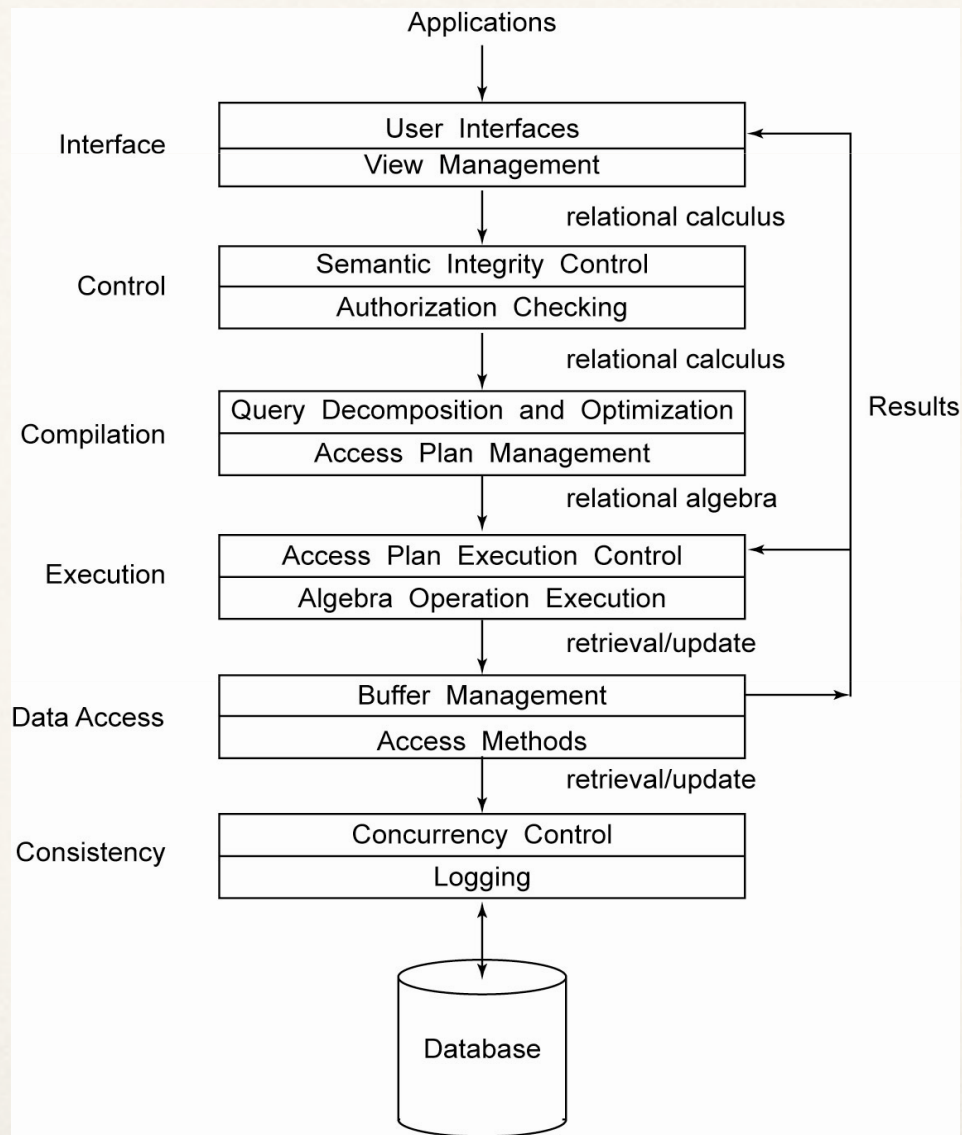 Applications
Interface
User Interfaces
View Management
relational calculus
Control
Semantic Integrity Control
Authorization Checking
relational calculus
Compilation
Query Decomposition and Optimization
Access Plan Management
Results
relational algebra
Execution
Access Plan Execution Control
Algebra Operation Execution
retrieval/update
Data Access
Buffer Management
Access Methods
retrieval/update
Consistency
Concurrency Control
Logging
Database